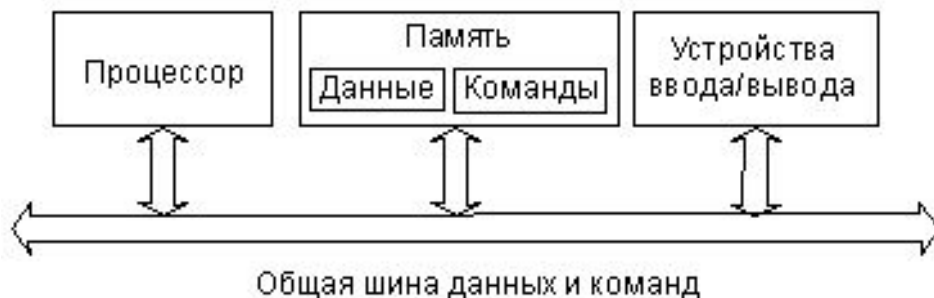 Процессор
Память
Данные
Команды
Устройства
ввода/вывода
Общая шина данных и команд